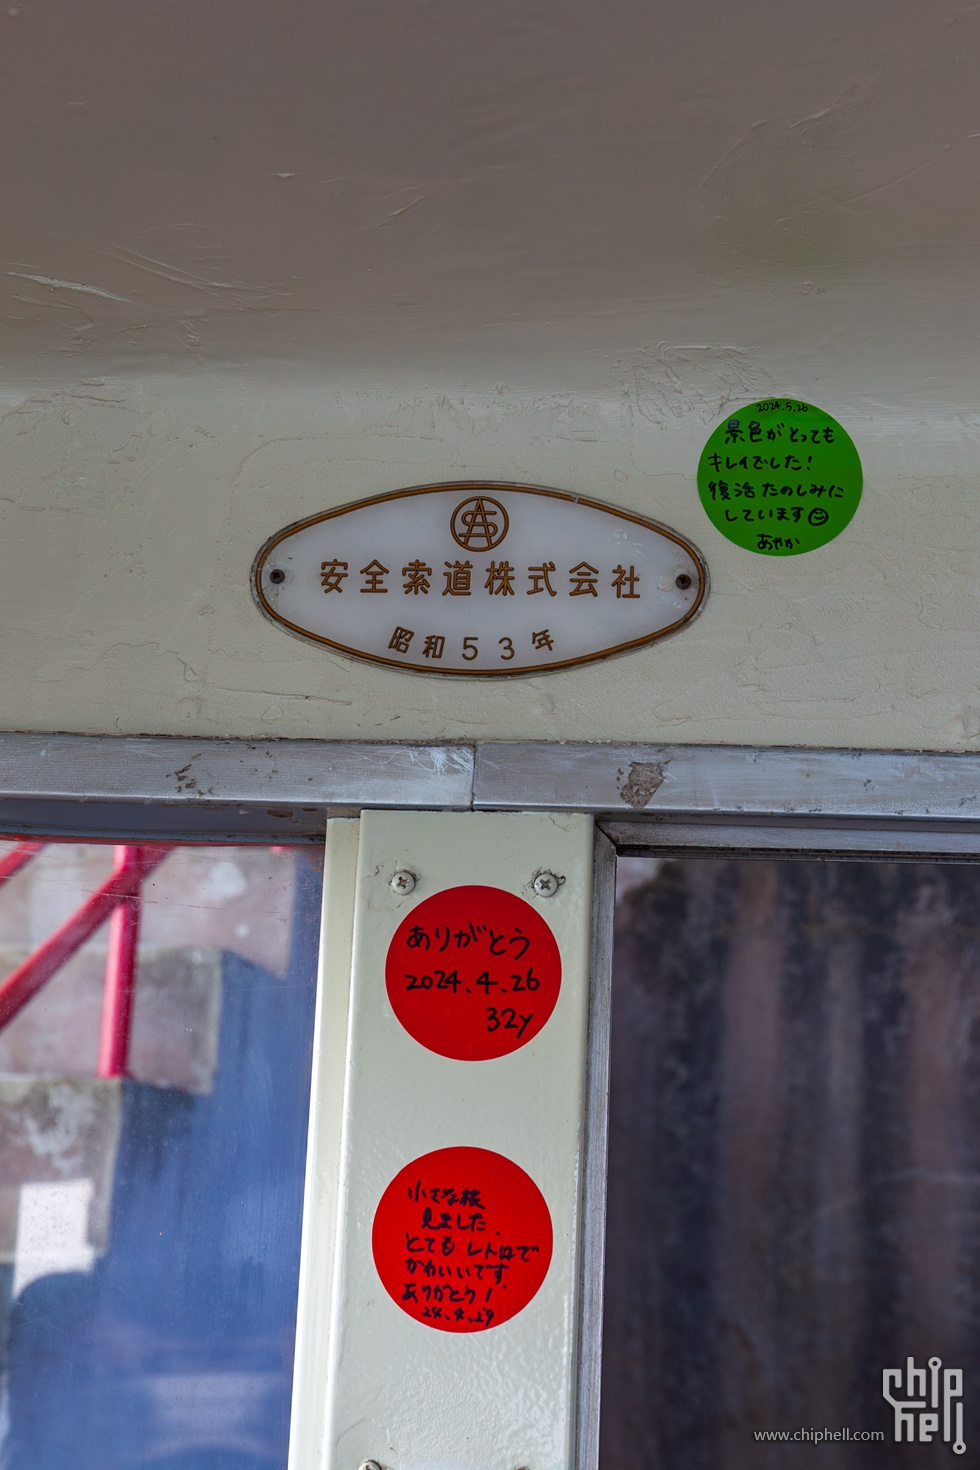 2024.5.26
景色がとっても
キレイでした！
復活たのしみに
しています
あやか
安全索道株式会社
昭和53年
ありがとう
2024.4.26
32y
小さな旅
見ました.
とても レトロで
かわいいです
ありがとう！
24.4.29
chip
hell
www.chiphell.com